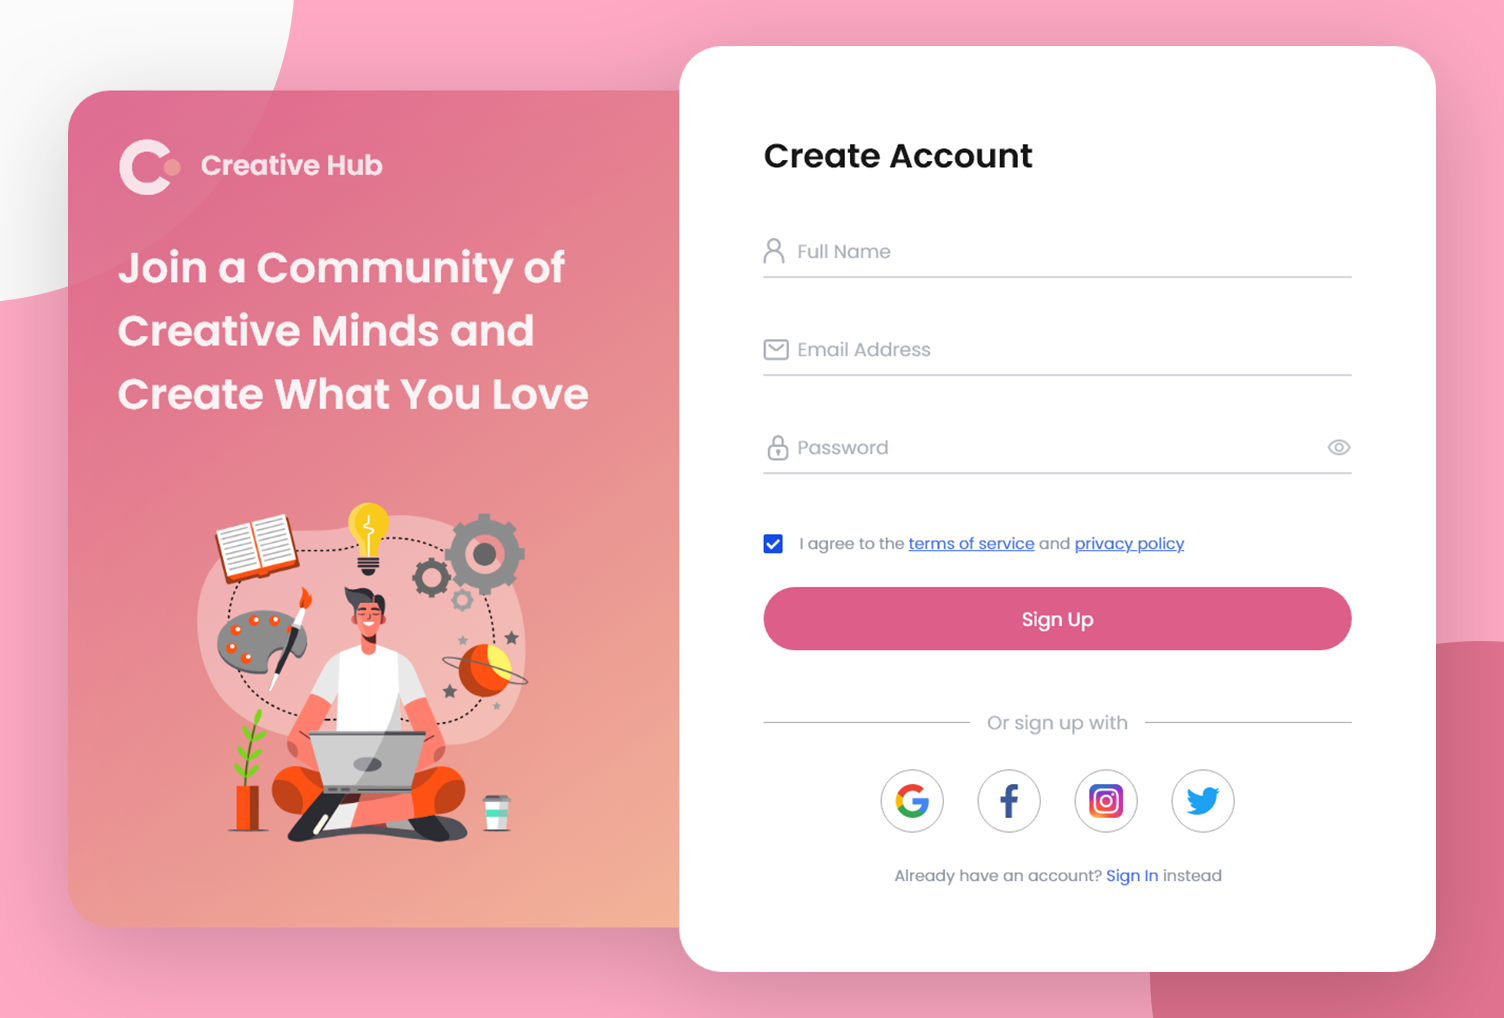 Creative Hub
Join a Community of
Creative Minds and
Create What You Love
Create Account
Full Name
Email Address
Password
I agree to the terms of service and privacy policy
Sign Up
Or sign up with
Already have an account? Sign In instead